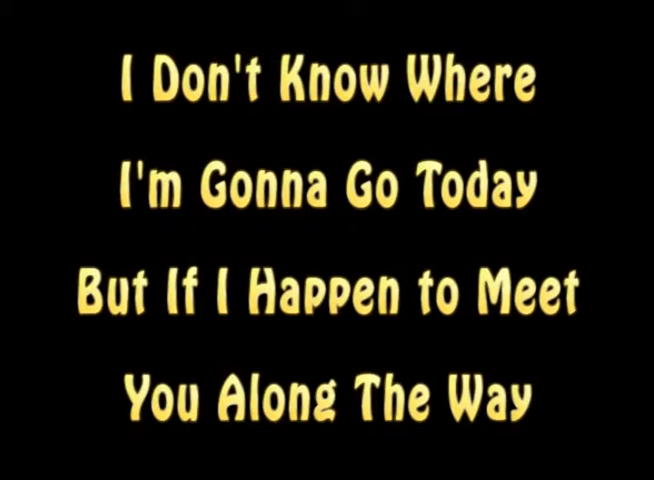 I Don't Know Where
I'm Gonna Go Today
But If I Happen to Meet
You Along The Way